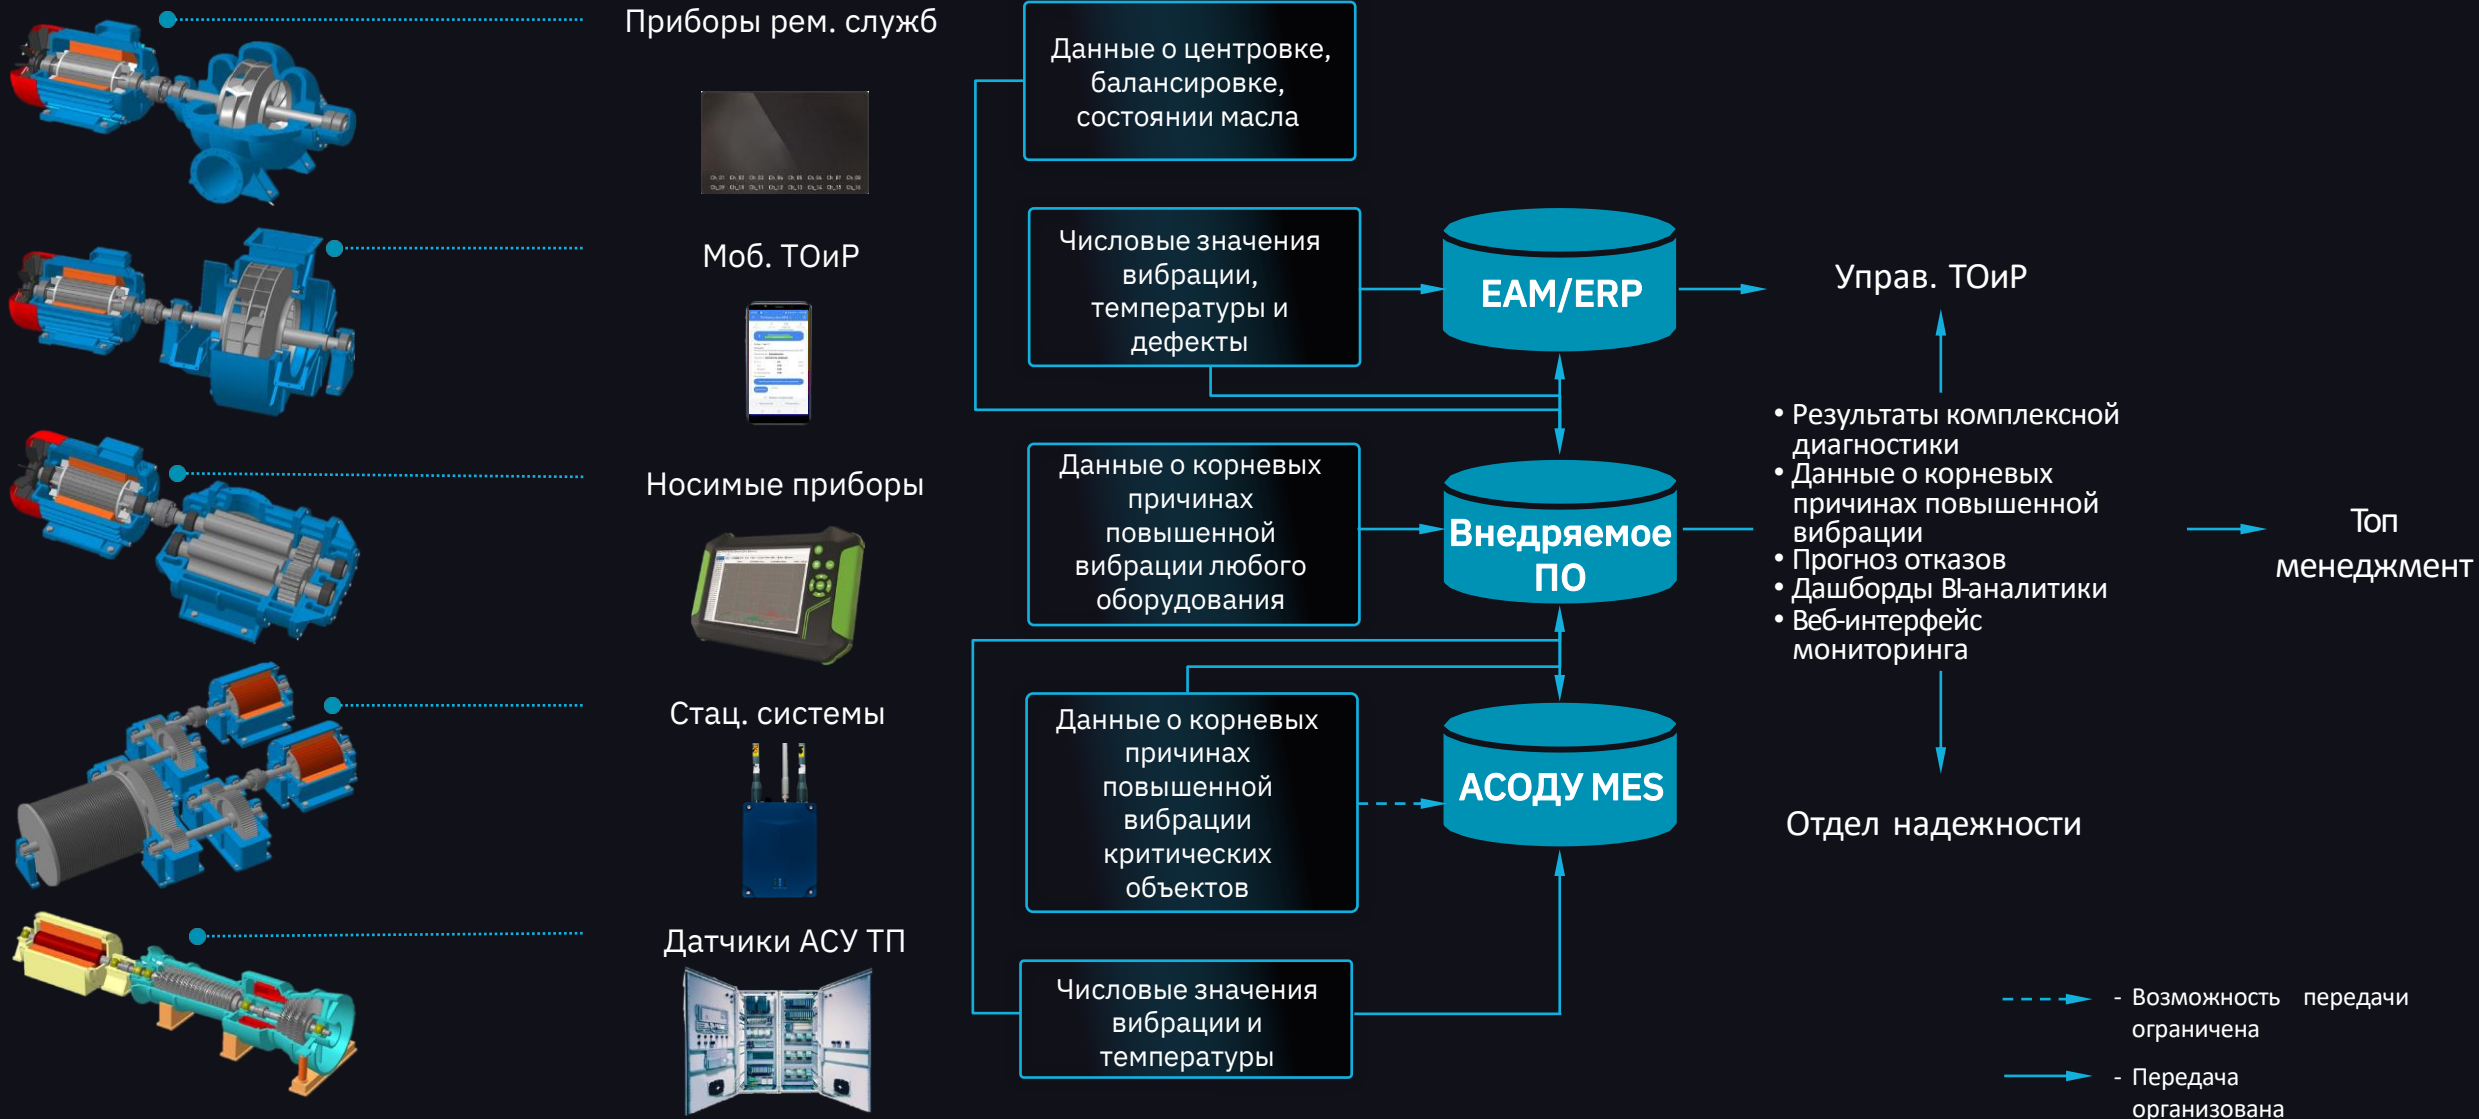 Приборы рем. служб
Моб. ТОиР
Носимые приборы
Стац. системы
Датчики АСУ ТП
Данные о центровке,
балансировке,
состоянии масла
Числовые значения
вибрации,
температуры и
дефекты
Данные о корневых
причинах
повышенной
вибрации любого
оборудования
Данные о корневых
причинах
повышенной
вибрации
критических
объектов
Числовые значения
вибрации и
температуры
EAM/ERP
Внедряемое
ПО
АСОДУ MES
Управ. ТОиР
• Результаты комплексной
диагностики
• Данные о корневых
причинах повышенной
вибрации
• Прогноз отказов
• Дашборды BI-аналитики
• Веб-интерфейс
мониторинга
Отдел надежности
Топ
менеджмент
- Возможность передачи
ограничена
- Передача
организована